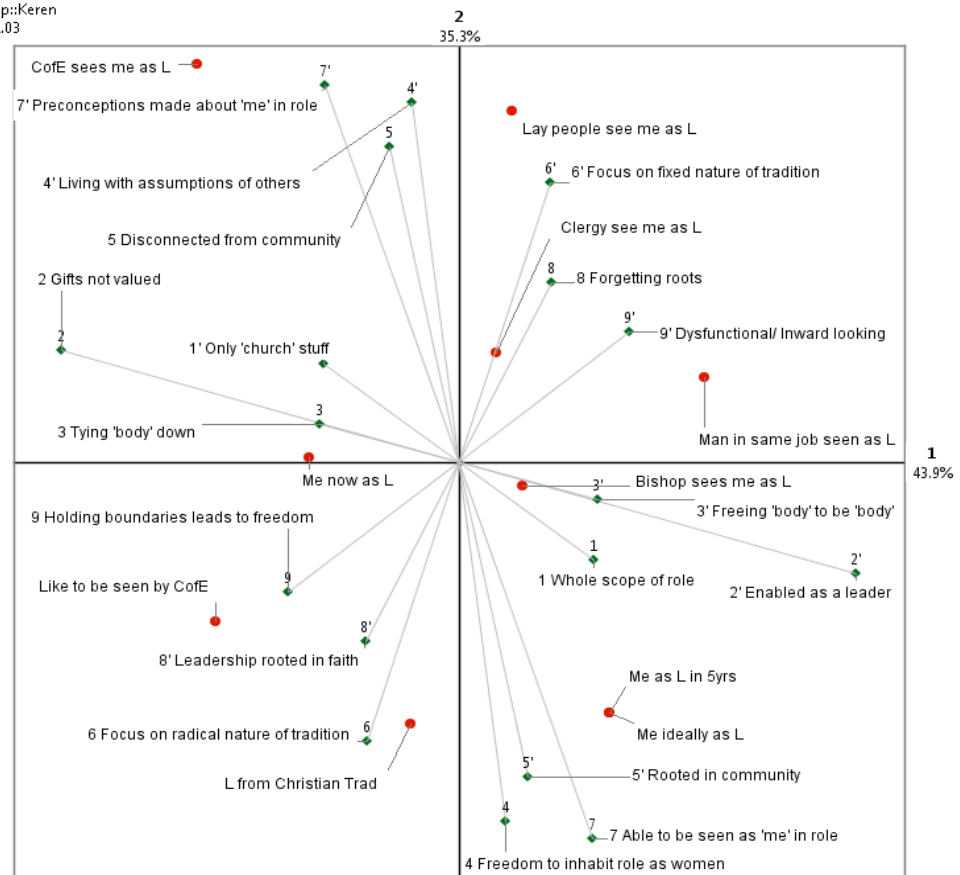 p::Keren
.03
2
35.3%
CofE sees me as L
7'
7' Preconceptions made about 'me' in role
4'
Lay people see me as L
5
4' Living with assumptions of others
6'
6' Focus on fixed nature of tradition
5 Disconnected from community
Clergy see me as L
2 Gifts not valued
8
8 Forgetting roots
2
1' Only 'church' stuff
9'
9' Dysfunctional/ Inward looking
3
3 Tying 'body' down
Man in same job seen as L
1
43.9%
Me now as L
Bishop sees me as L
3'
3' Freeing 'body' to be 'body'
9 Holding boundaries leads to freedom
1
1 Whole scope of role
2'
2' Enabled as a leader
9
Like to be seen by CofE
8'
8' Leadership rooted in faith
Me as L in 5yrs
6
6 Focus on radical nature of tradition
Me ideally as L
L from Christian Trad
5'
5' Rooted in community
4
7
7 Able to be seen as 'me' in role
4 Freedom to inhabit role as women